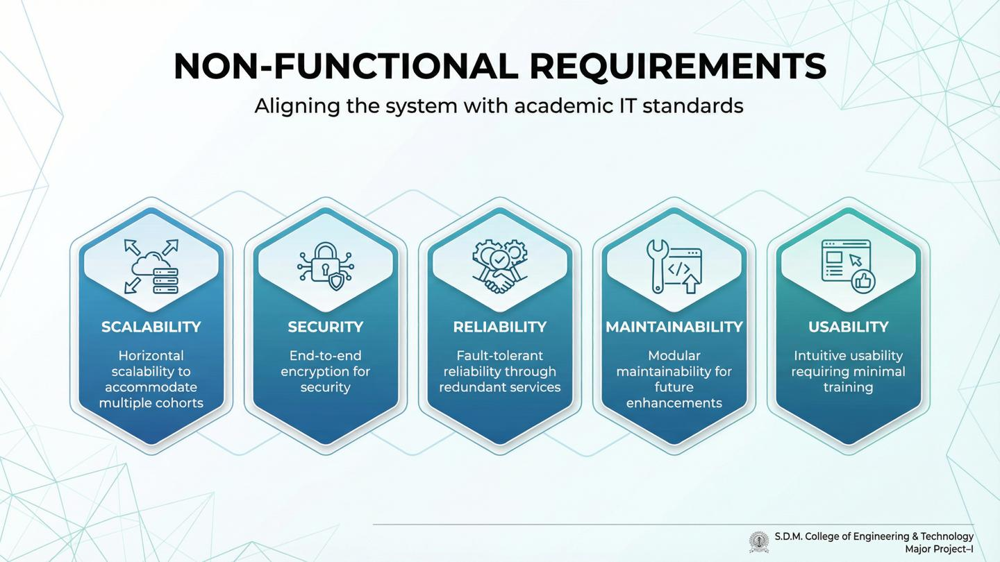 NON-FUNCTIONAL REQUIREMENTS
Aligning the system with academic IT standards
SCALABILITY
Horizontal
scalability to
accommodate
multiple cohorts
SECURITY
End-to-end
encryption for
security
RELIABILITY
Fault-tolerant
reliability through
redundant services
MAINTAINABILITY
Modular
maintainability for
future
enhancements
USABILITY
Intuitive usability
requiring minimal
training
S.D.M. College of Engineering & Technology
Major Project–I